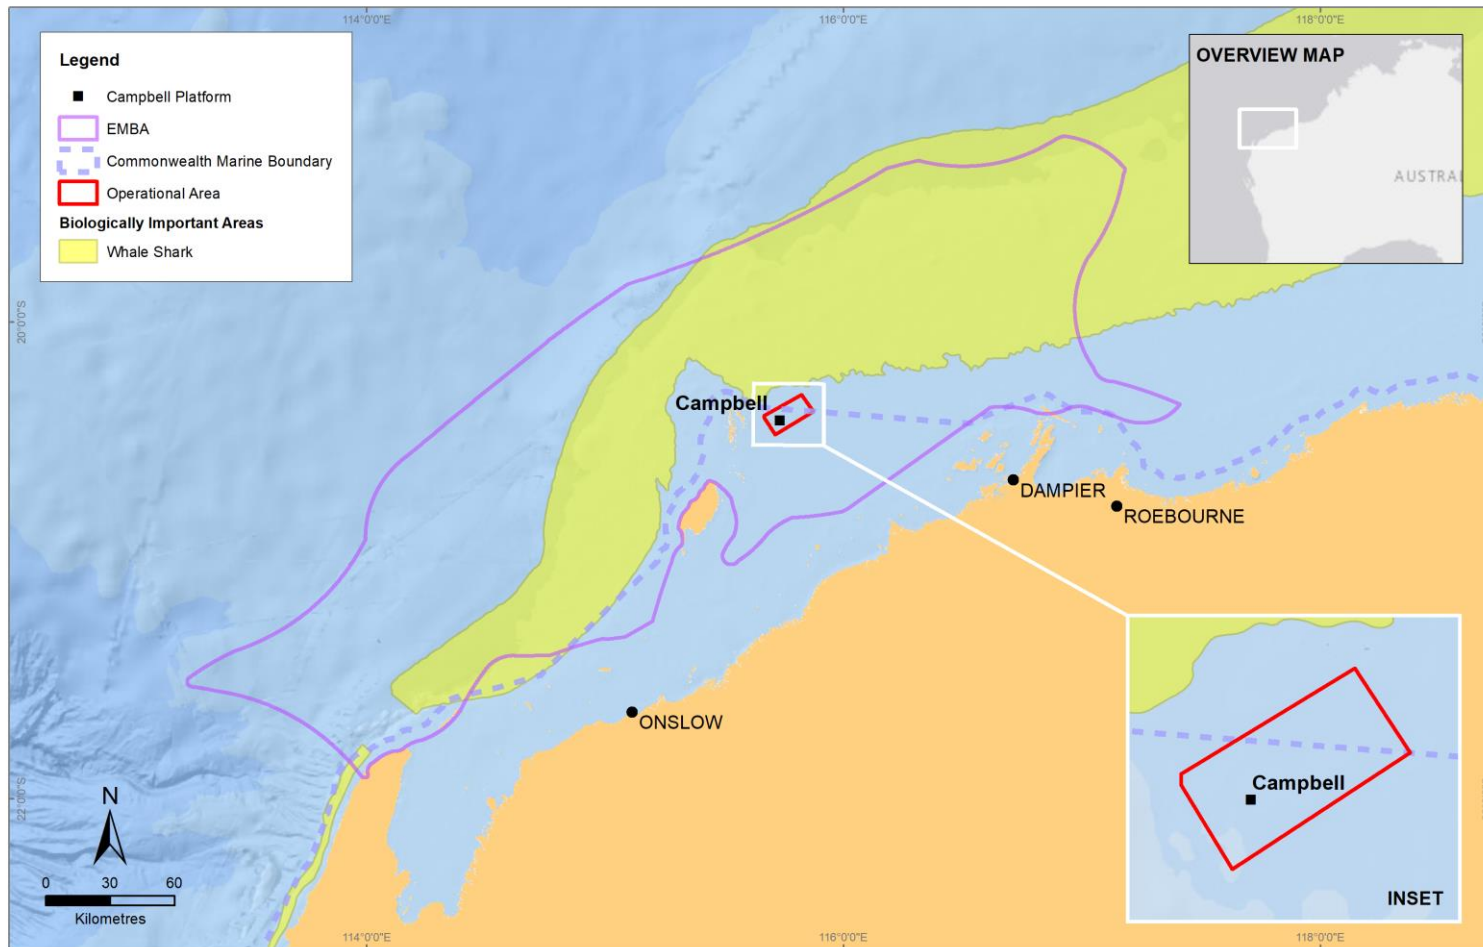 114°0'0"E
116°0'0"E
118°0'0"E
Legend
Campbell Platform
EMBA
Commonwealth Marine Boundary
Operational Area
Biologically Important Areas
Whale Shark
OVERVIEW MAP
AUSTRAL
20°0'0"S
Campbell
DAMPIER
ROEBOURNE
ONSLOW
22°0'0"S
N
0 30 60
Kilometres
Campbell
INSET
114°0'0"E
116°0'0"E
118°0'0"E